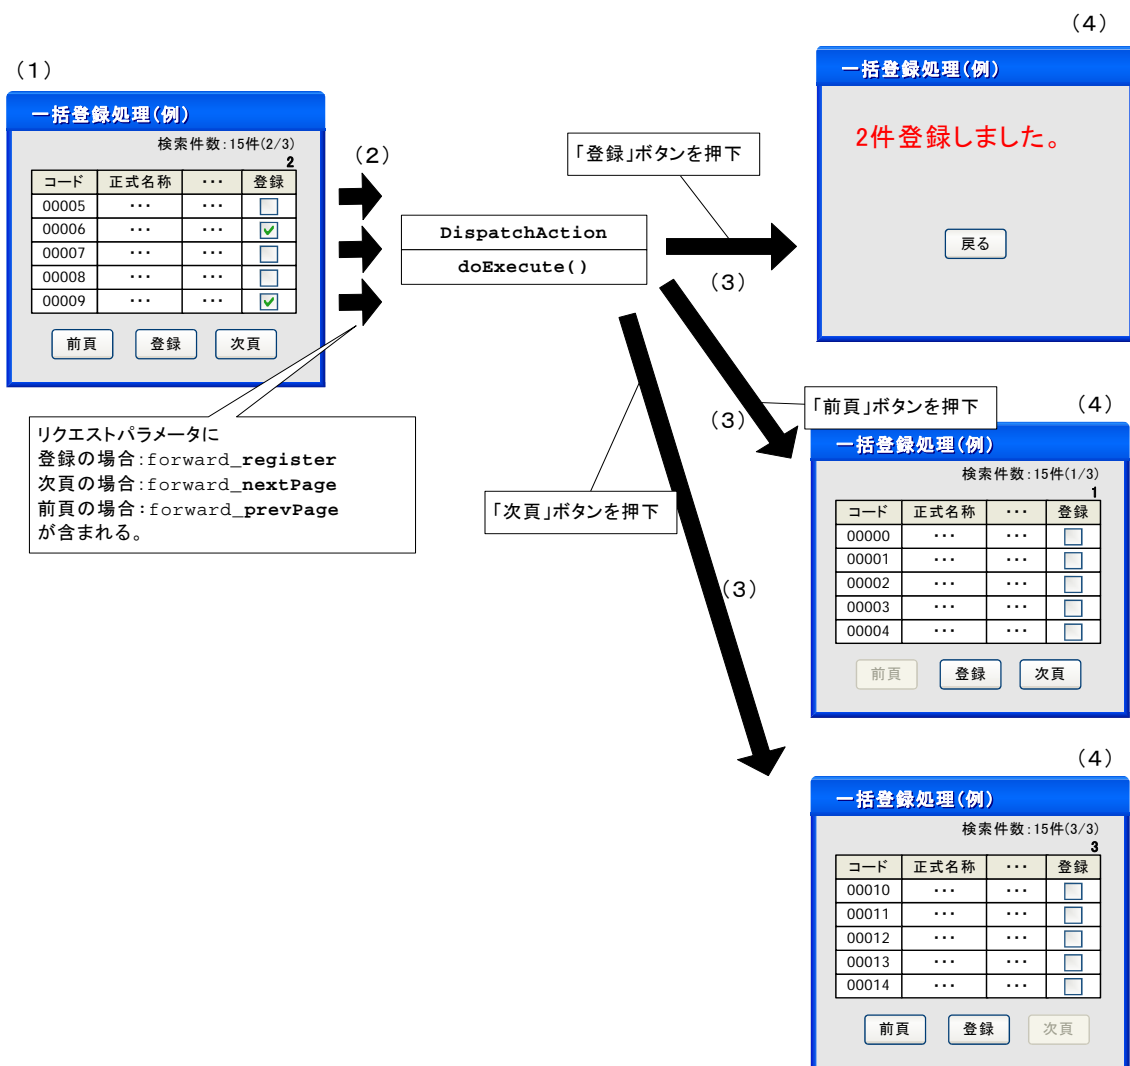 (1)
一括登録処理(例)
検索件数:15件(2/3)
2
コード 正式名称 ・・・ 登録
00005 ・・・ ・・・
00006 ・・・ ・・・
00007 ・・・ ・・・
00008 ・・・ ・・・
00009 ・・・ ・・・
前頁 登録 次頁
(2)
リクエストパラメータに
登録の場合:forward_register
次頁の場合:forward_nextPage
前頁の場合:forward_prevPage
が含まれる。
DispatchAction
doExecute()
「登録」ボタンを押下
(3)
(4)
一括登録処理(例)
2件登録しました。
戻る
「前頁」ボタンを押下
(3)
(4)
一括登録処理(例)
検索件数:15件(1/3)
1
コード 正式名称 ・・・ 登録
00000 ・・・ ・・・
00001 ・・・ ・・・
00002 ・・・ ・・・
00003 ・・・ ・・・
00004 ・・・ ・・・
前頁 登録 次頁
「次頁」ボタンを押下
(3)
(4)
一括登録処理(例)
検索件数:15件(3/3)
3
コード 正式名称 ・・・ 登録
00010 ・・・ ・・・
00011 ・・・ ・・・
00012 ・・・ ・・・
00013 ・・・ ・・・
00014 ・・・ ・・・
前頁 登録 次頁